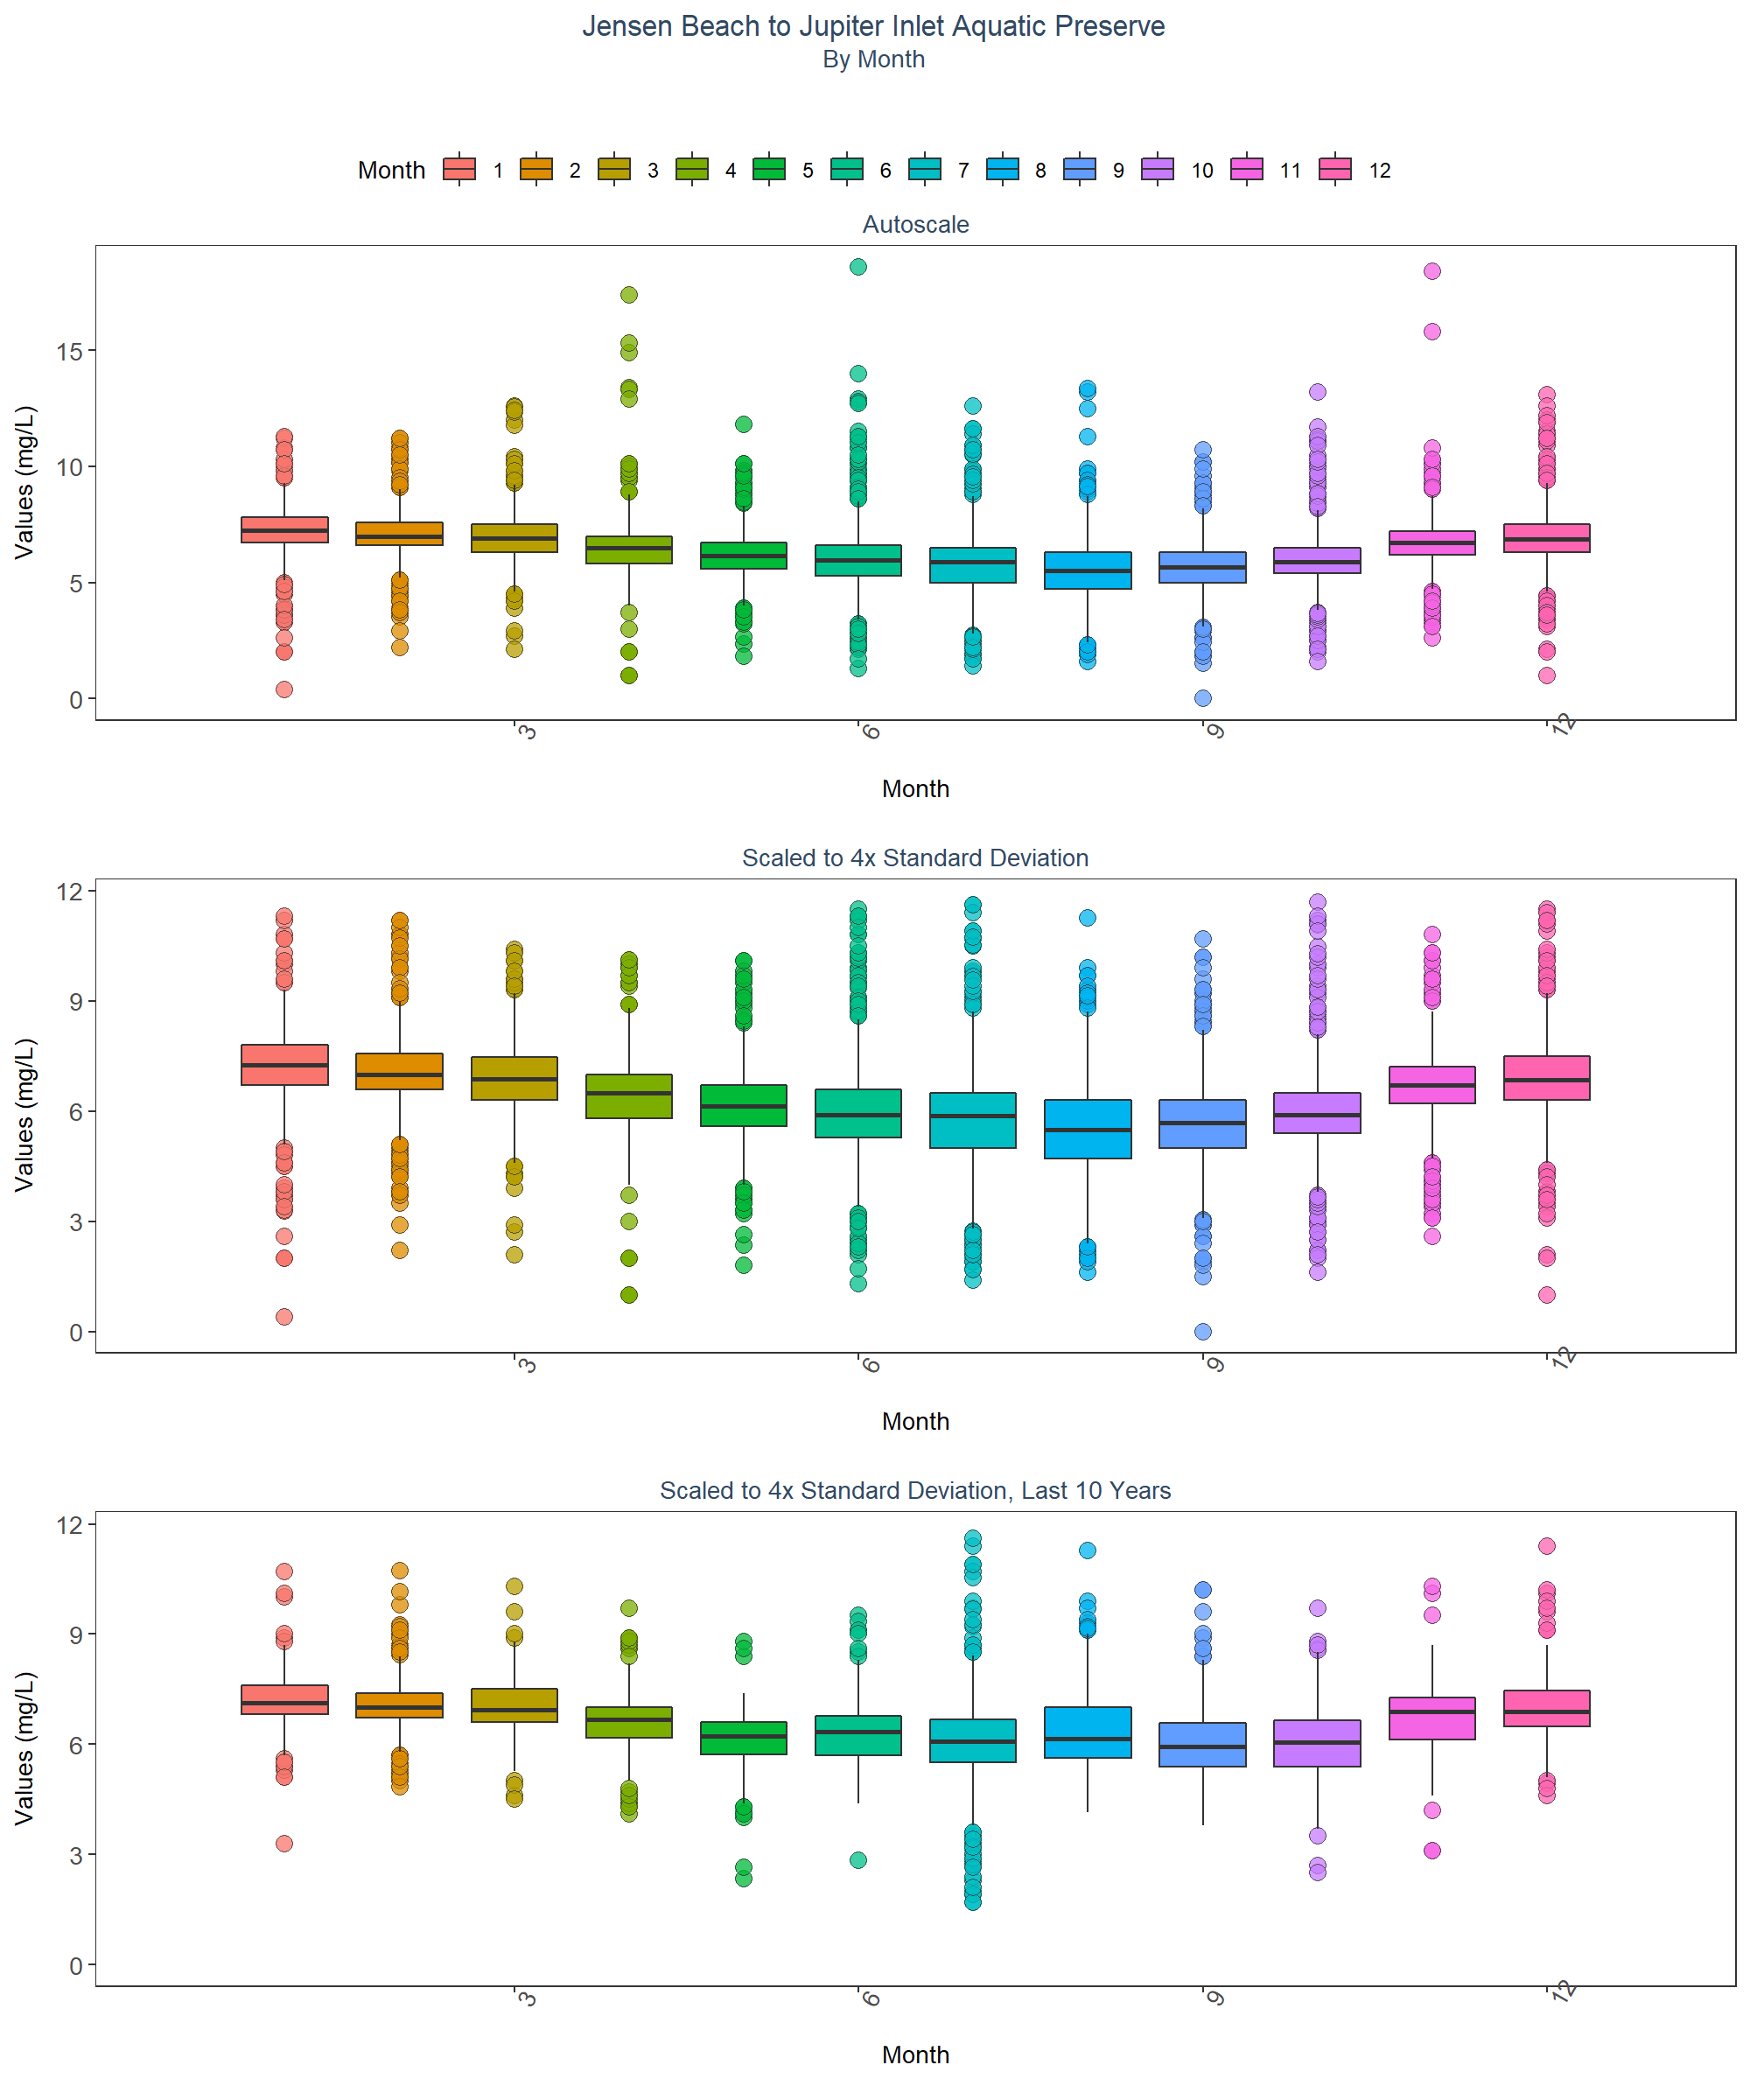 Jensen Beach to Jupiter Inlet Aquatic Preserve
By Month
Month 1 2 3 4 5 6 7 8 9 10 11 12
Autoscale
Values (mg/L)
15
10
5
0
3 6 9 12
Month
Scaled to 4x Standard Deviation
Values (mg/L)
12
9
6
3
0
3 6 9 12
Month
Scaled to 4x Standard Deviation, Last 10 Years
Values (mg/L)
12
9
6
3
0
3 6 9 12
Month